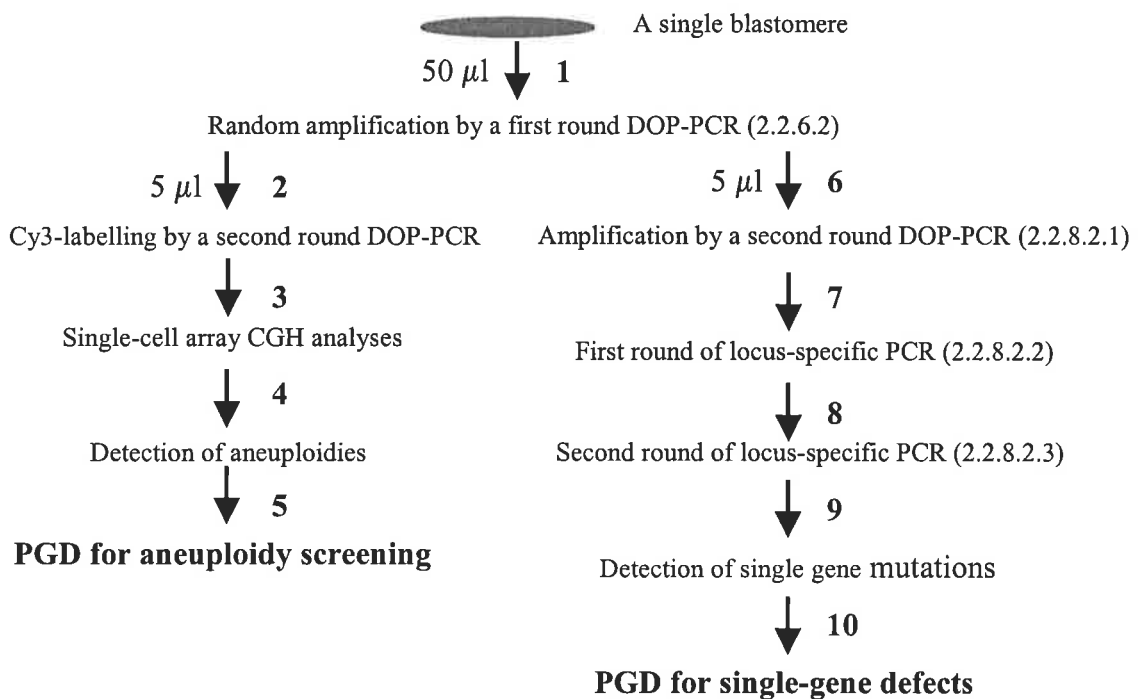 A single blastomere
50 µl 1
Random amplification by a first round DOP-PCR (2.2.6.2)
5 µl 2
Cy3-labelling by a second round DOP-PCR
3
Single-cell array CGH analyses
4
Detection of aneuploidies
5
PGD for aneuploidy screening
5 µl 6
Amplification by a second round DOP-PCR (2.2.8.2.1)
7
First round of locus-specific PCR (2.2.8.2.2)
8
Second round of locus-specific PCR (2.2.8.2.3)
9
Detection of single gene mutations
10
PGD for single-gene defects